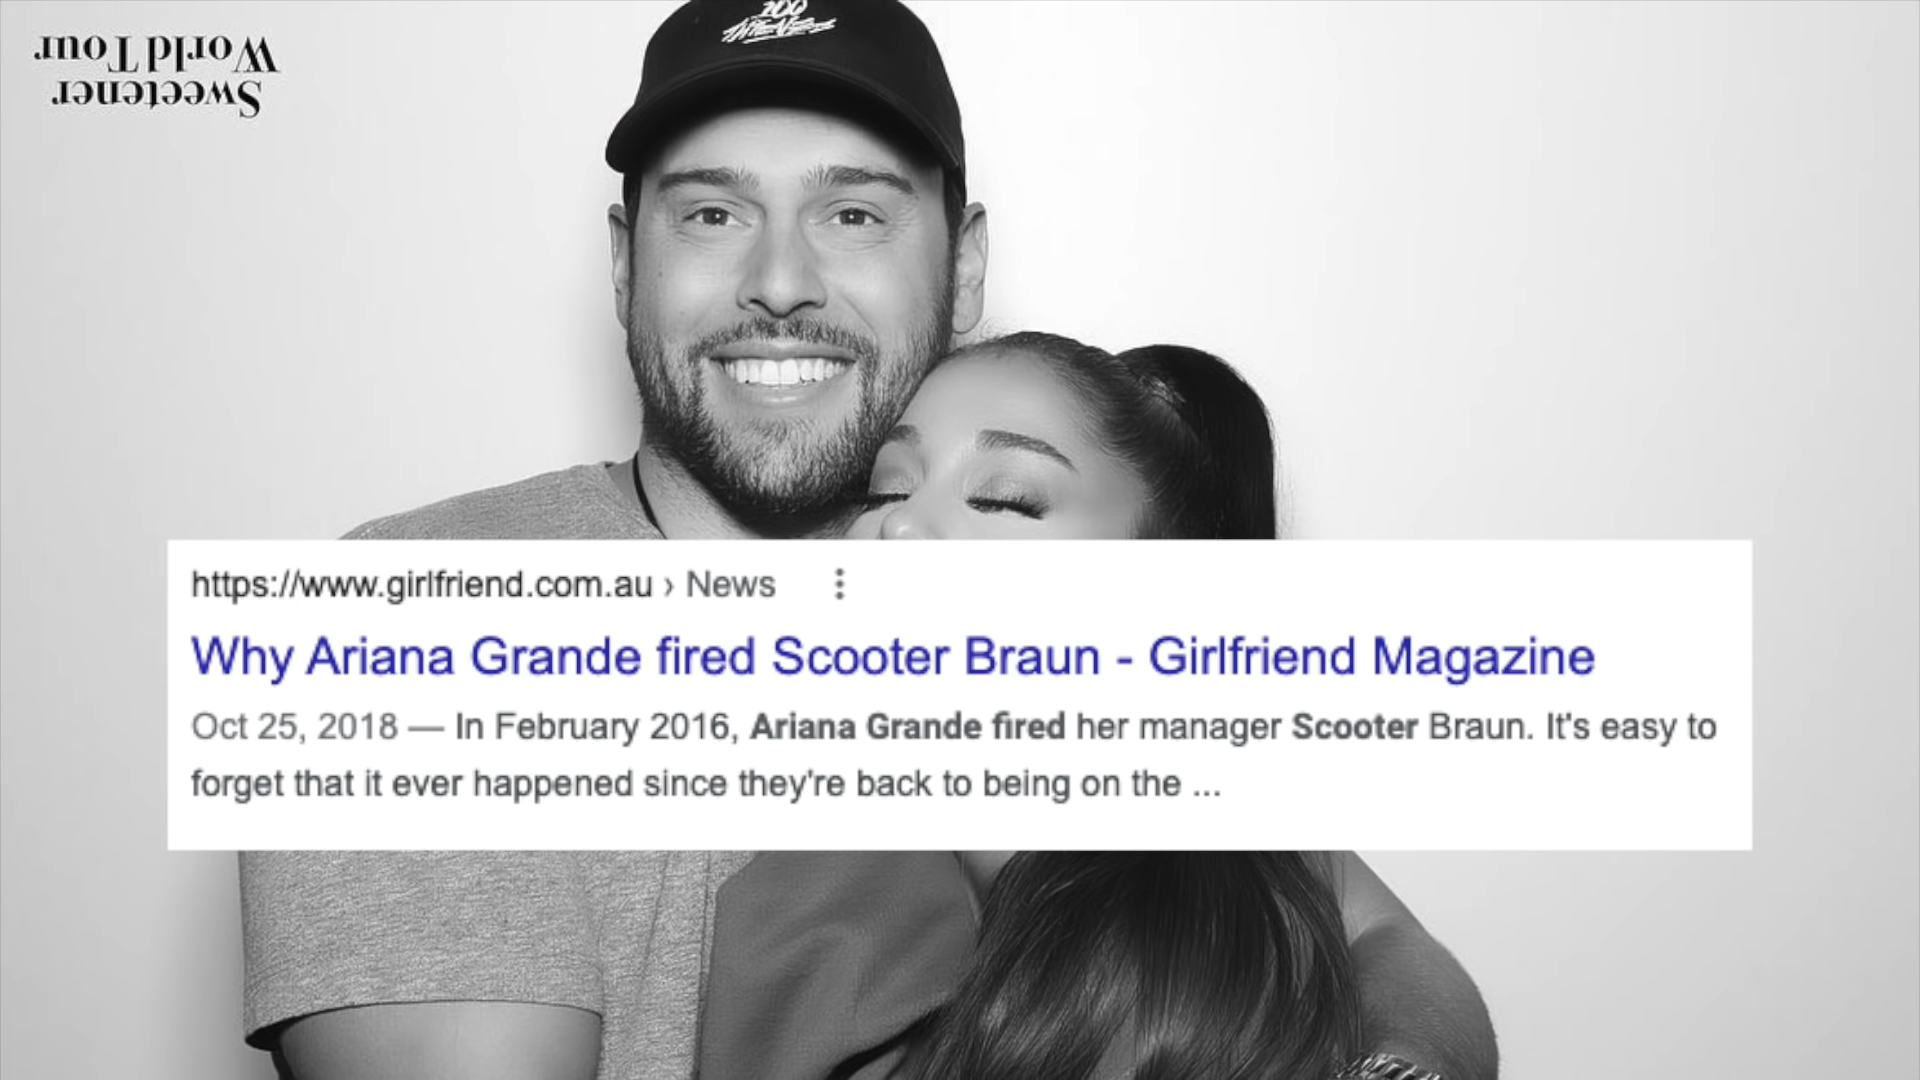 Sweetener
World Tour
100
THIEVES
https://www.girlfriend.com.au › News
Why Ariana Grande fired Scooter Braun - Girlfriend Magazine
Oct 25, 2018 — In February 2016, Ariana Grande fired her manager Scooter Braun. It's easy to
forget that it ever happened since they're back to being on the ...